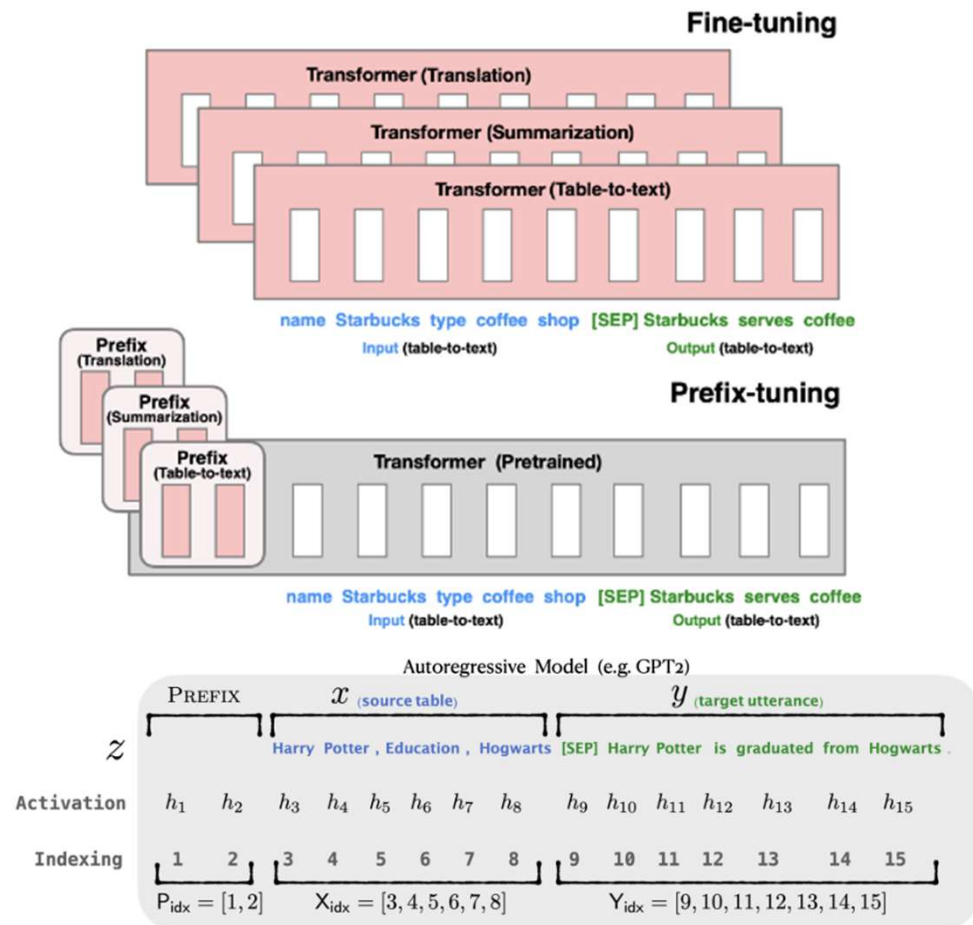 Fine-tuning
Transformer (Translation)
Transformer (Summarization)
Transformer (Table-to-text)
name Starbucks type coffee shop [SEP] Starbucks serves coffee
Input (table-to-text) Output (table-to-text)
Prefix
(Translation)
Prefix-tuning
Prefix
(Summarization)
Prefix
(Table-to-text)
Transformer (Pretrained)
name Starbucks type coffee shop [SEP] Starbucks serves coffee
Input (table-to-text) Output (table-to-text)
Autoregressive Model (e.g. GPT2)
PREFIX x (source table) y (target utterance)
z Harry Potter , Education , Hogwarts [SEP] Harry Potter is graduated from Hogwarts .
Activation h₁ h₂ h₃ h₄ h₅ h₆ h₇ h₈ h₉ h₁₀ h₁₁ h₁₂ h₁₃ h₁₄ h₁₅
Indexing 1 2 3 4 5 6 7 8 9 10 11 12 13 14 15
P_idx = [1, 2] X_idx = [3, 4, 5, 6, 7, 8] Y_idx = [9, 10, 11, 12, 13, 14, 15]